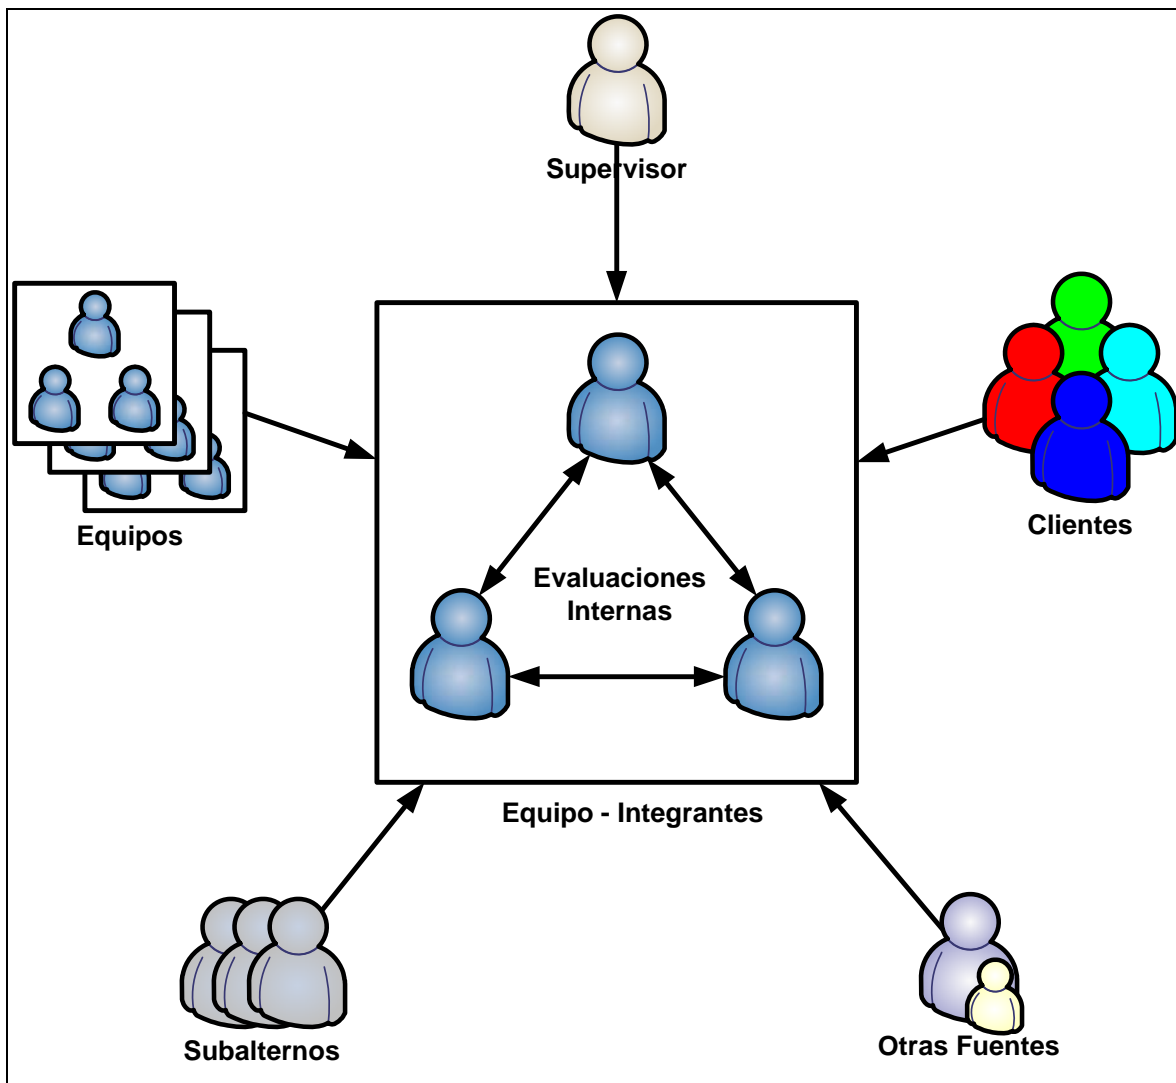 Supervisor
Equipos
Clientes
Evaluaciones
Internas
Equipo - Integrantes
Subalternos
Otras Fuentes